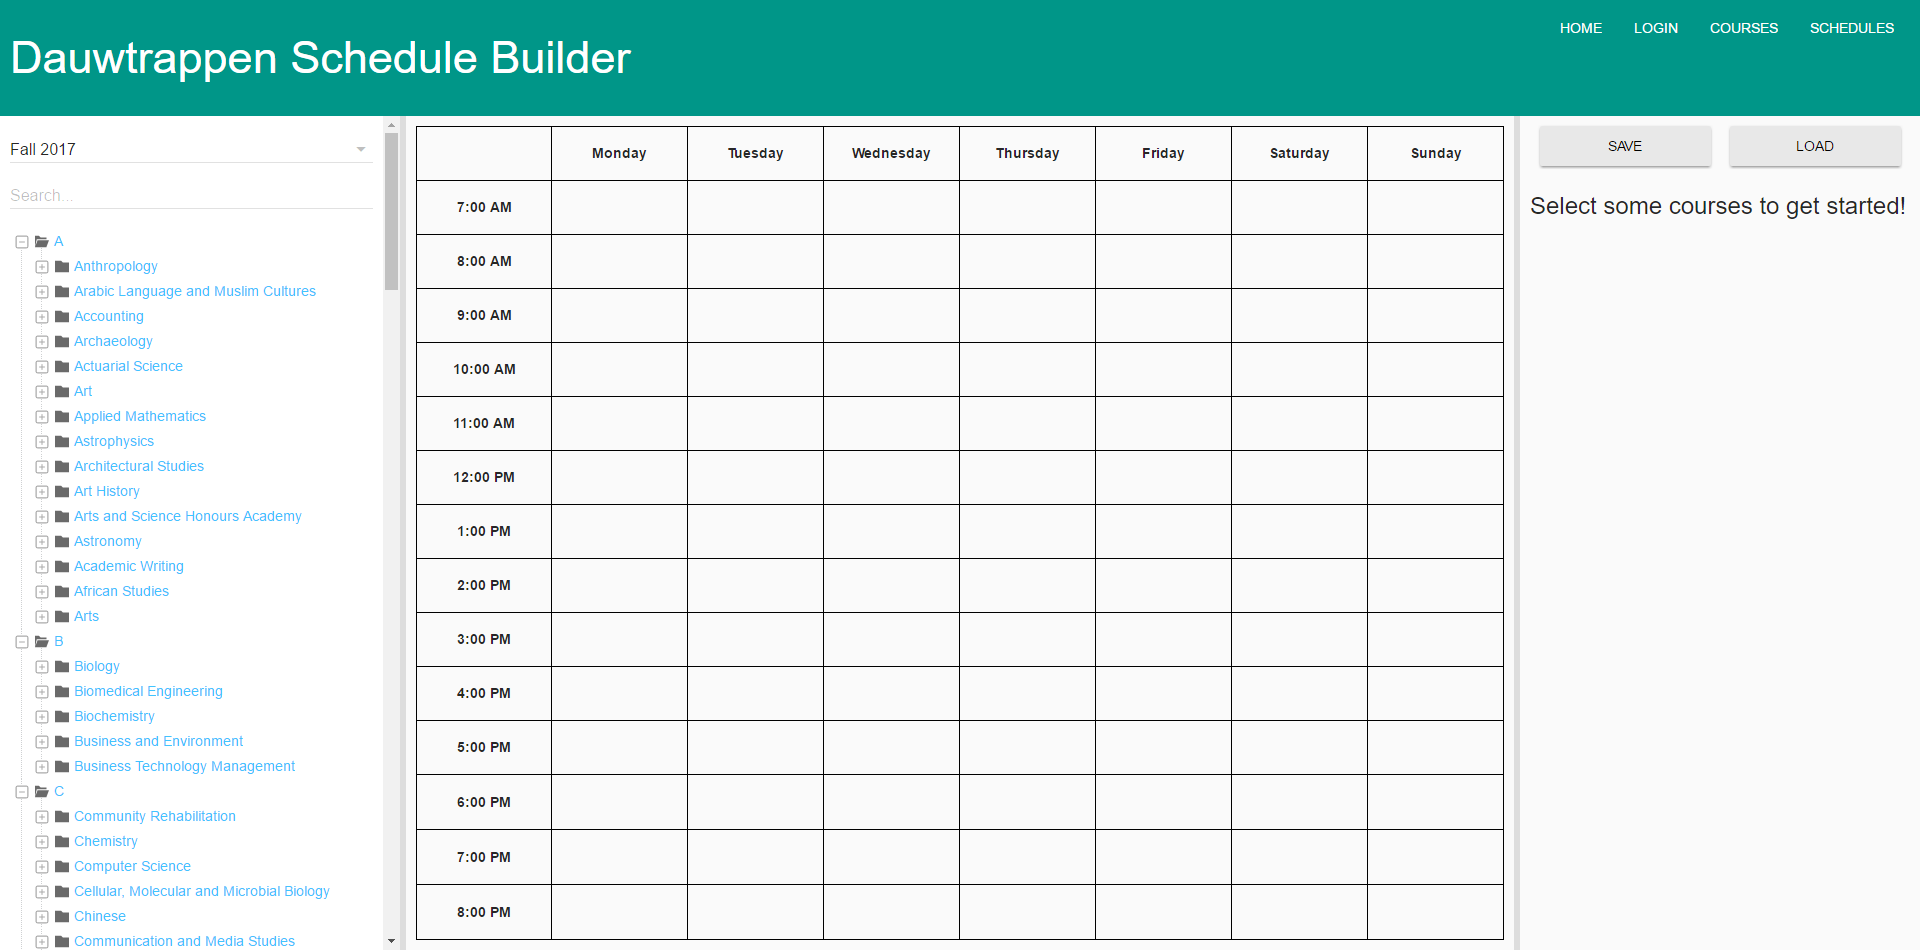 Dauwtrappen Schedule Builder
HOME LOGIN COURSES SCHEDULES
Fall 2017
Search...
A
Anthropology
Arabic Language and Muslim Cultures
Accounting
Archaeology
Actuarial Science
Art
Applied Mathematics
Astrophysics
Architectural Studies
Art History
Arts and Science Honours Academy
Astronomy
Academic Writing
African Studies
Arts
B
Biology
Biomedical Engineering
Biochemistry
Business and Environment
Business Technology Management
C
Community Rehabilitation
Chemistry
Computer Science
Cellular, Molecular and Microbial Biology
Chinese
Communication and Media Studies
Monday Tuesday Wednesday Thursday Friday Saturday Sunday
7:00 AM
8:00 AM
9:00 AM
10:00 AM
11:00 AM
12:00 PM
1:00 PM
2:00 PM
3:00 PM
4:00 PM
5:00 PM
6:00 PM
7:00 PM
8:00 PM
SAVE LOAD
Select some courses to get started!